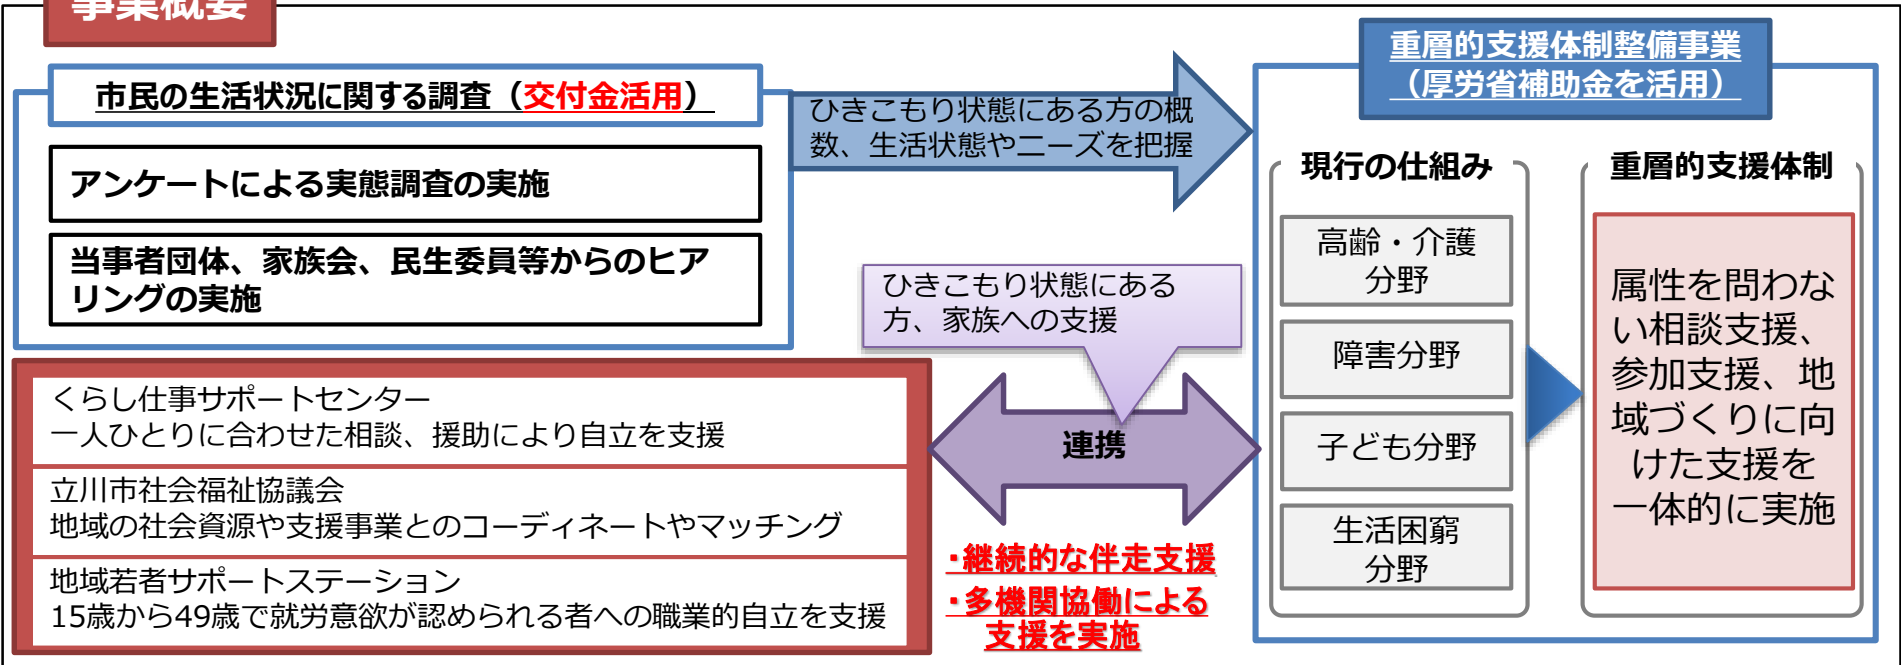 事業概要
市民の生活状況に関する調査（交付金活用）
アンケートによる実態調査の実施
当事者団体、家族会、民生委員等からのヒア
リングの実施
ひきこもり状態にある方の概
数、生活状態やニーズを把握
重層的支援体制整備事業
（厚労省補助金を活用）
現行の仕組み
高齢・介護
分野
障害分野
子ども分野
生活困窮
分野
重層的支援体制
属性を問わな
い相談支援、
参加支援、地
域づくりに向
けた支援を
一体的に実施
ひきこもり状態にある
方、家族への支援
連携
・継続的な伴走支援
・多機関協働による
支援を実施
くらし仕事サポートセンター
一人ひとりに合わせた相談、援助により自立を支援
立川市社会福祉協議会
地域の社会資源や支援事業とのコーディネートやマッチング
地域若者サポートステーション
15歳から49歳で就労意欲が認められる者への職業的自立を支援